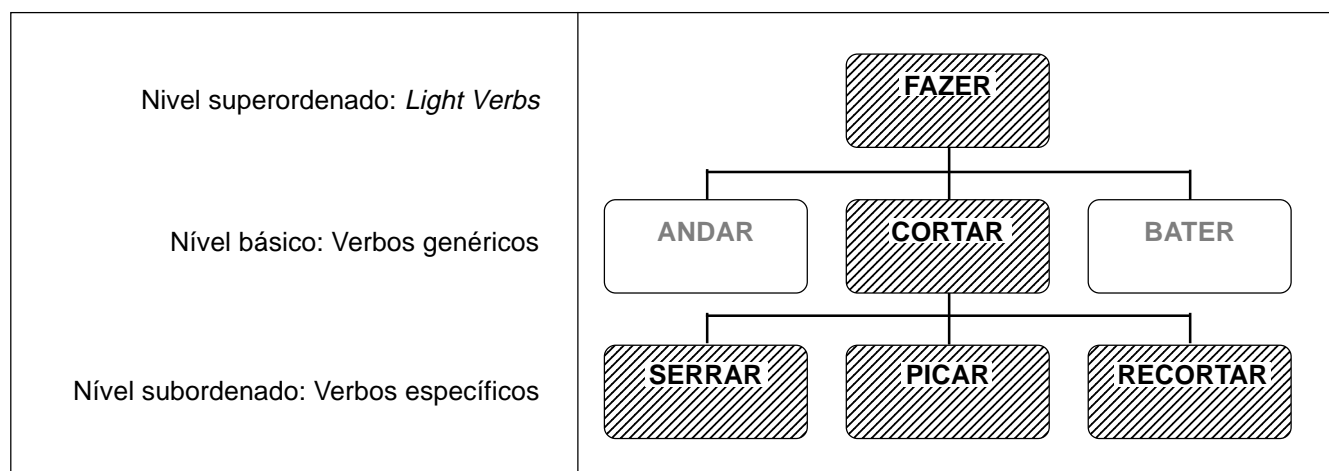 Nivel superordenado: Light Verbs
FAZER
Nível básico: Verbos genéricos
ANDAR
CORTAR
BATER
Nível subordenado: Verbos específicos
SERRAR
PICAR
RECORTAR